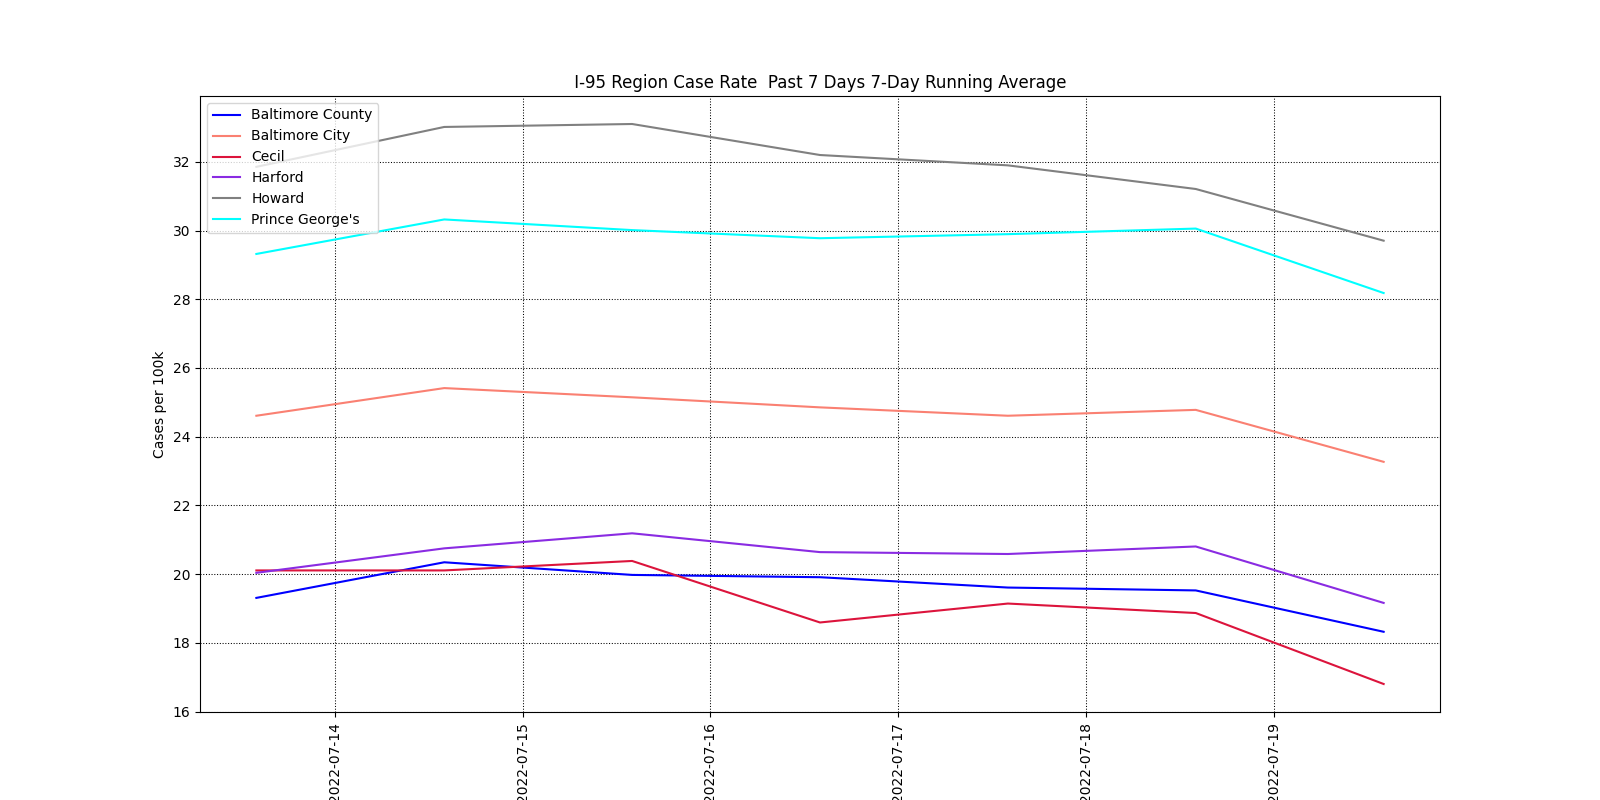 I-95 Region Case Rate  Past 7 Days 7-Day Running Average
Baltimore County
Baltimore City
Cecil
Harford
Howard
Prince George's
Cases per 100k
32
30
28
26
24
22
20
18
16
2022-07-14
2022-07-15
2022-07-16
2022-07-17
2022-07-18
2022-07-19